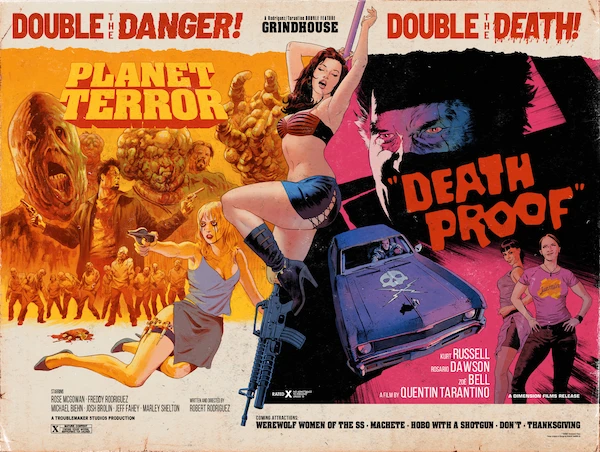 DOUBLE THE DANGER!
A Rodriguez/Tarantino DOUBLE FEATURE
GRINDHOUSE
DOUBLE THE DEATH!
PLANET
TERROR
"DEATH
PROOF"
STARRING
ROSE MCGOWAN · FREDDY RODRIGUEZ
MICHAEL BIEHN · JOSH BROLIN · JEFF FAHEY · MARLEY SHELTON
A TROUBLEMAKER STUDIOS PRODUCTION
WRITTEN AND DIRECTED BY
ROBERT RODRIGUEZ
X
RATED X
KURT RUSSELL
ROSARIO DAWSON
ZOË BELL
A FILM BY QUENTIN TARANTINO
A DIMENSION FILMS RELEASE
COMING ATTRACTIONS:
WEREWOLF WOMEN OF THE SS · MACHETE · HOBO WITH A SHOTGUN · DON'T · THANKSGIVING